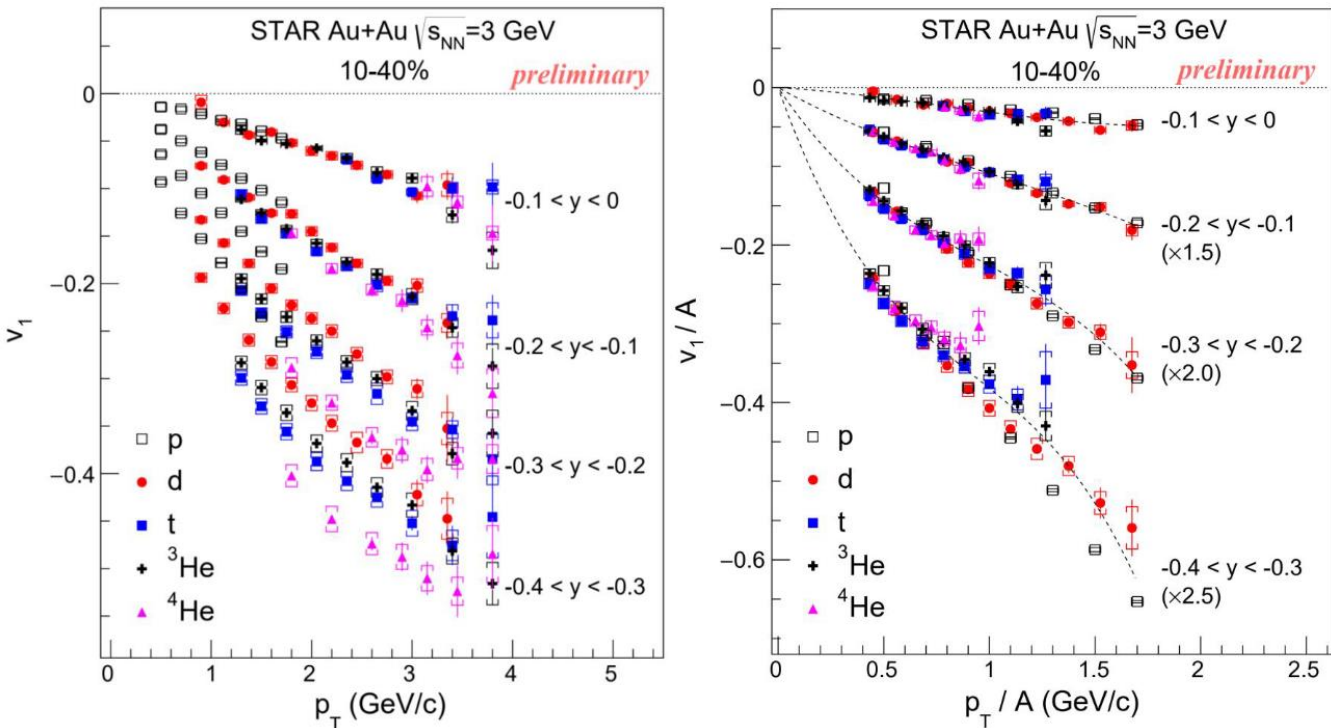 STAR Au+Au √sNN=3 GeV
10-40% preliminary
0
−0.2
−0.4
v1
-0.1 < y < 0
-0.2 < y< -0.1
-0.3 < y < -0.2
-0.4 < y < -0.3
p
d
t
3He
4He
0 1 2 3 4 5
pT (GeV/c)
STAR Au+Au √sNN=3 GeV
10-40% preliminary
0
−0.2
−0.4
−0.6
v1 / A
-0.1 < y < 0
-0.2 < y< -0.1
(×1.5)
-0.3 < y < -0.2
(×2.0)
-0.4 < y < -0.3
(×2.5)
p
d
t
3He
4He
0 0.5 1 1.5 2 2.5
pT / A (GeV/c)